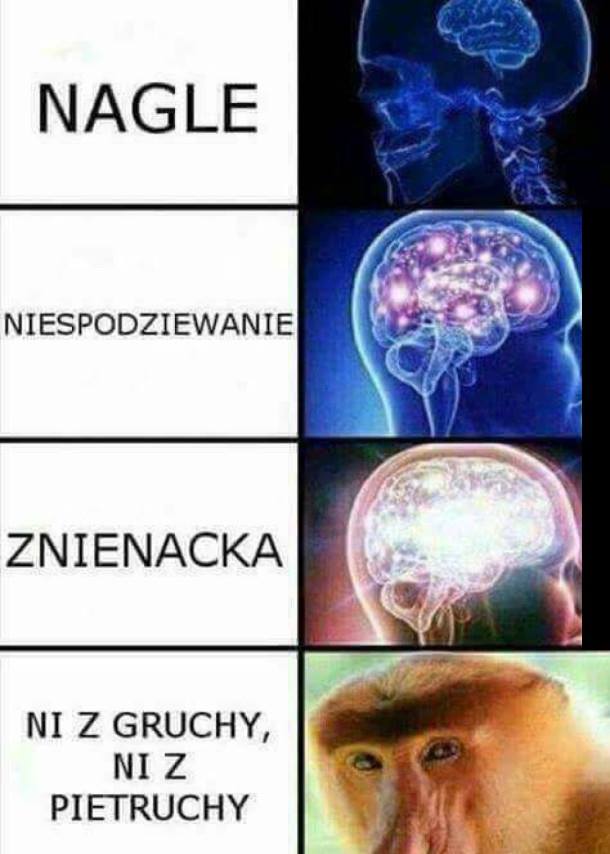 NAGLE
NIESPODZIEWANIE
ZNIENACKA
NI Z GRUCHY,
NI Z
PIETRUCHY